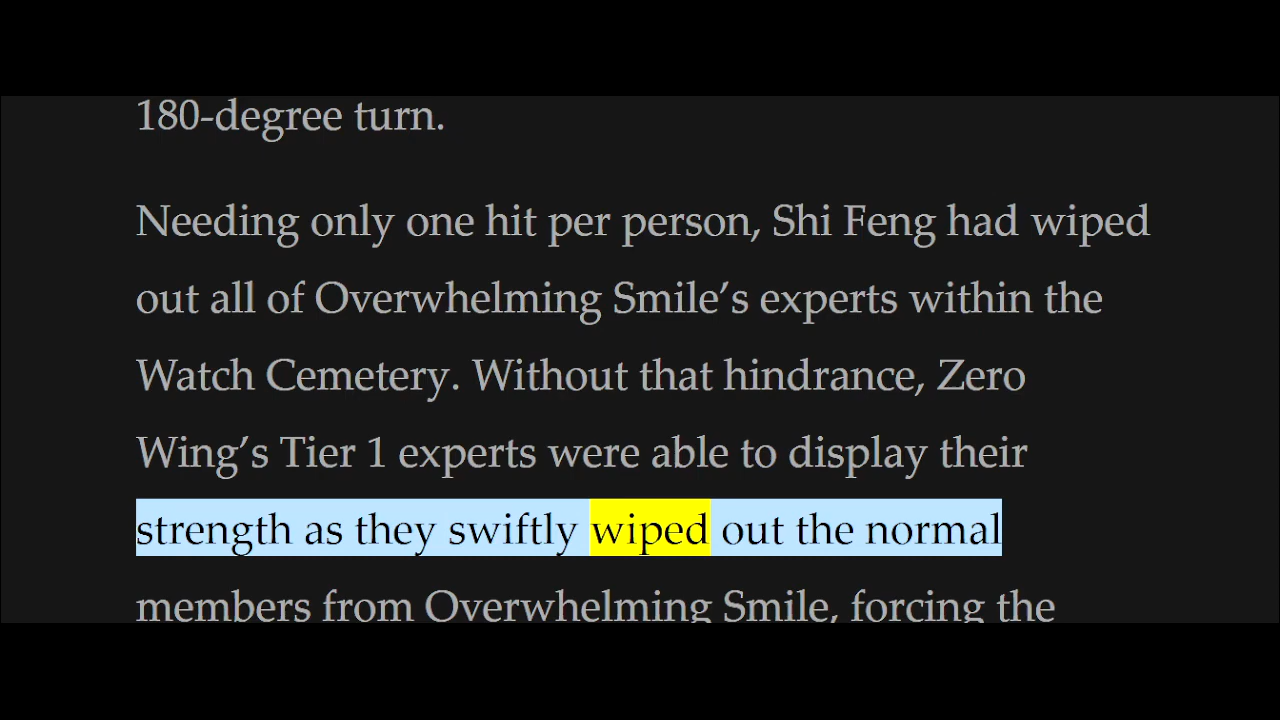 180-degree turn.
Needing only one hit per person, Shi Feng had wiped
out all of Overwhelming Smile’s experts within the
Watch Cemetery. Without that hindrance, Zero
Wing’s Tier 1 experts were able to display their
strength as they swiftly wiped out the normal
members from Overwhelming Smile, forcing the